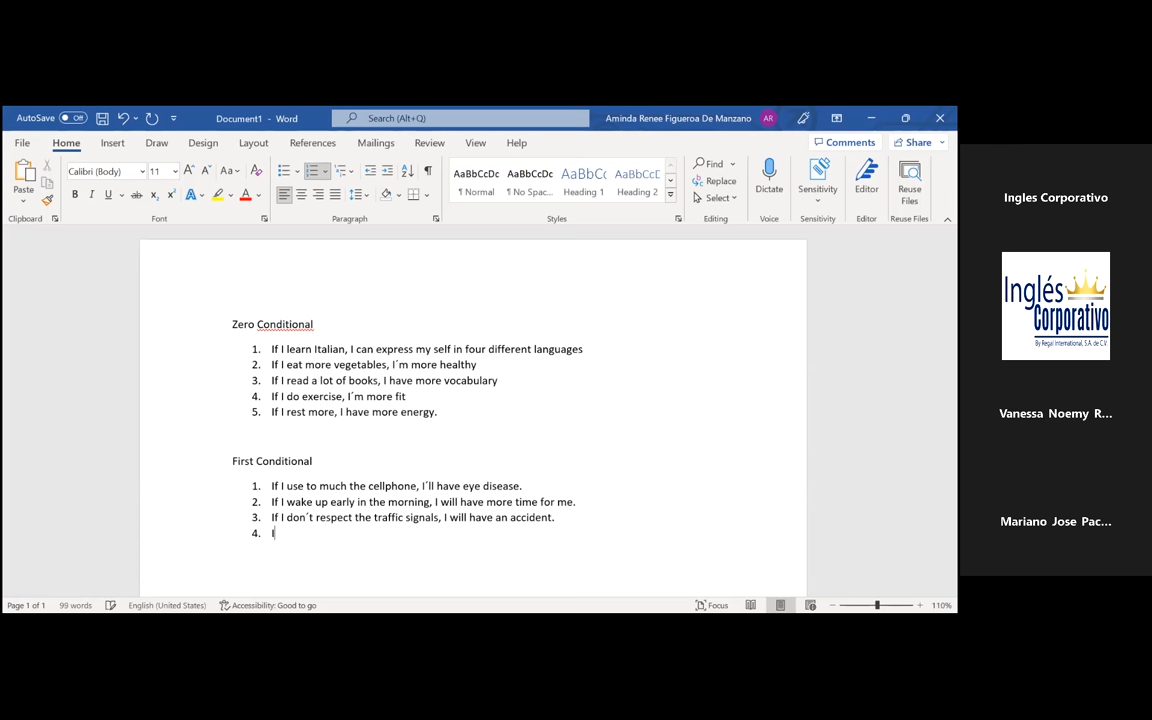 AutoSave Off Document1 - Word Search (Alt+Q) Aminda Renee Figueroa De Manzano AR
File Home Insert Draw Design Layout References Mailings Review View Help Comments Share
Calibri (Body) 11 A A Aa A AaBbCcDc AaBbCcDc AaBbCc AaBbCcD Find
Paste B I U ab x₂ x² A A ¶ Normal ¶ No Spac... Heading 1 Heading 2 Replace Select Dictate Sensitivity Editor Reuse Files
Clipboard Font Paragraph Styles Editing Voice Sensitivity Editor Reuse Files
Zero Conditional
1. If I learn Italian, I can express my self in four different languages
2. If I eat more vegetables, I´m more healthy
3. If I read a lot of books, I have more vocabulary
4. If I do exercise, I´m more fit
5. If I rest more, I have more energy.
First Conditional
1. If I use to much the cellphone, I´ll have eye disease.
2. If I wake up early in the morning, I will have more time for me.
3. If I don´t respect the traffic signals, I will have an accident.
4. I
Page 1 of 1 99 words English (United States) Accessibility: Good to go Focus 110%
Ingles Corporativo
Inglés
Corporativo
By Regal International, S.A. de C.V.
Vanessa Noemy R...
Mariano Jose Pac...